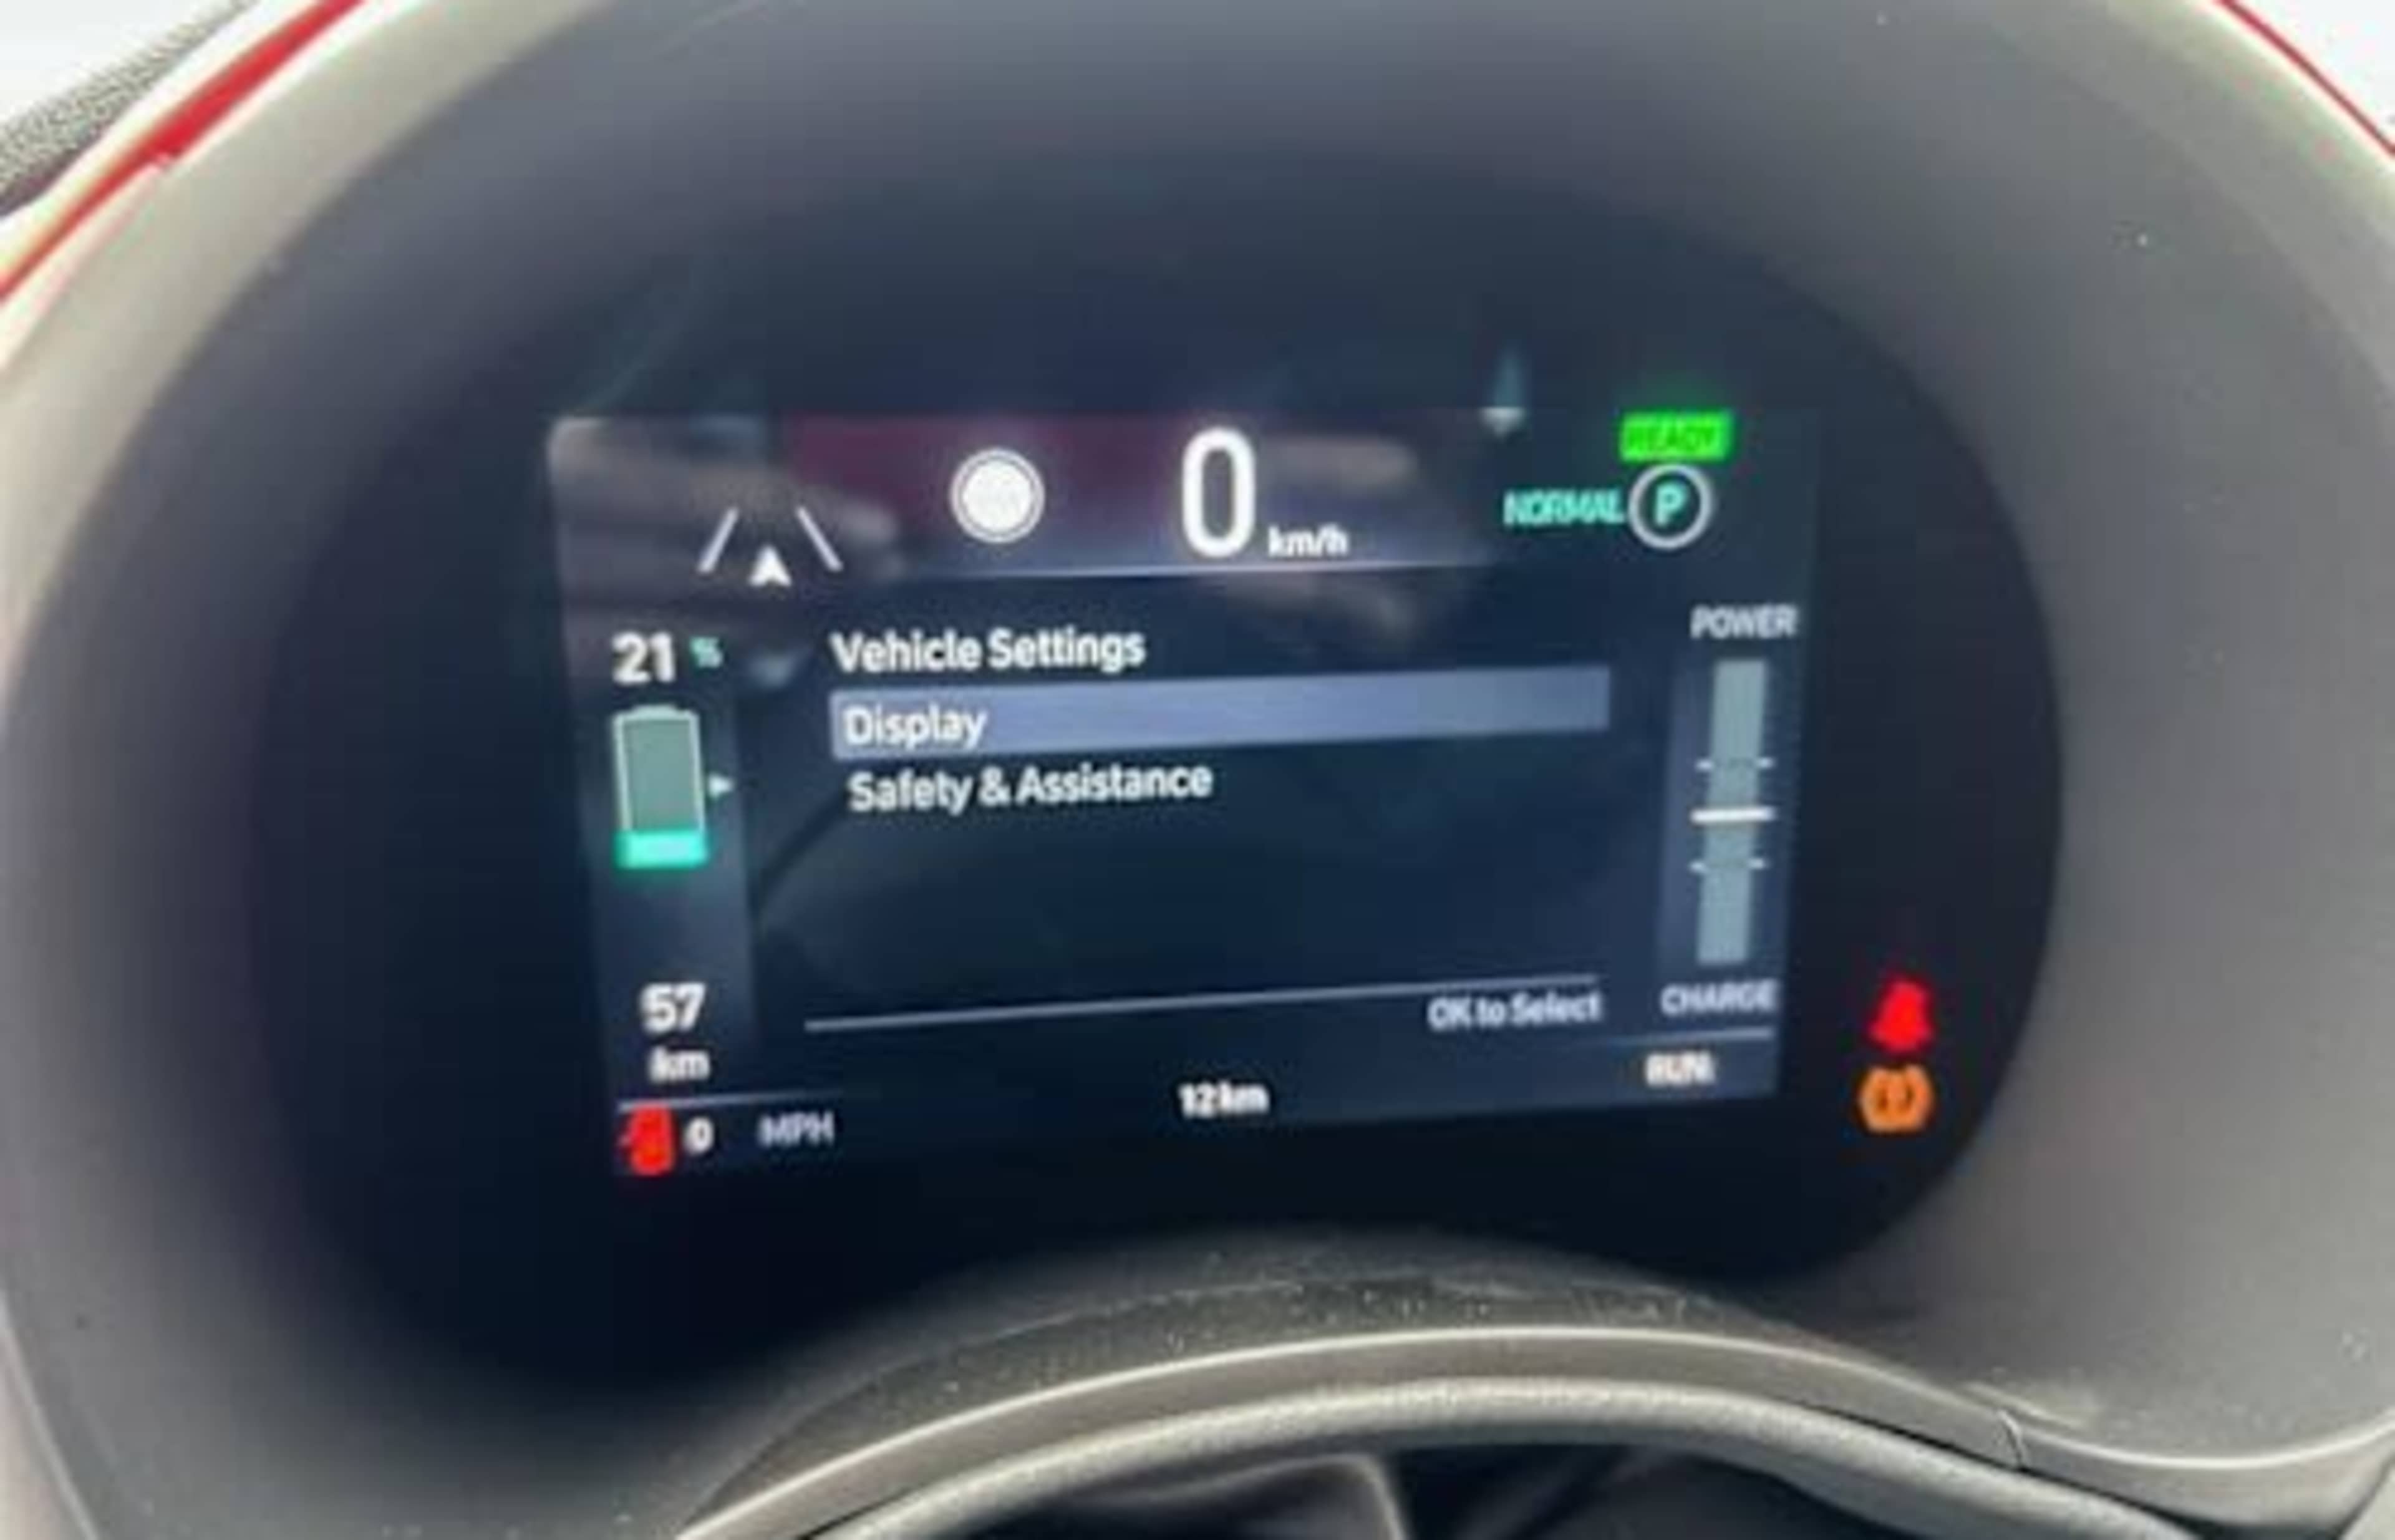 READY
0 km/h
NORMAL P
21 %
POWER
Vehicle Settings
Display
Safety & Assistance
57
km
OK to Select
CHARGE
RUN
0 MPH
12 km